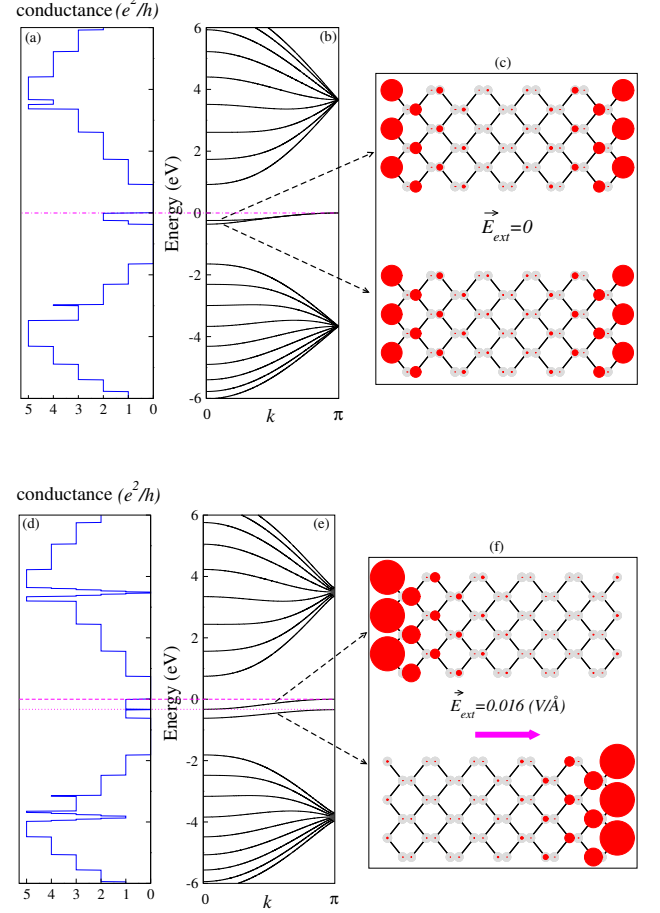 conductance (e²/h)
(a)
(b)
(c)
6
4
2
0
-2
-4
-6
Energy (eV)
5 4 3 2 1 0
0 k π
E⃗ext=0
conductance (e²/h)
(d)
(e)
(f)
6
4
2
0
-2
-4
-6
Energy (eV)
5 4 3 2 1 0
0 k π
E⃗ext=0.016 (V/Å)